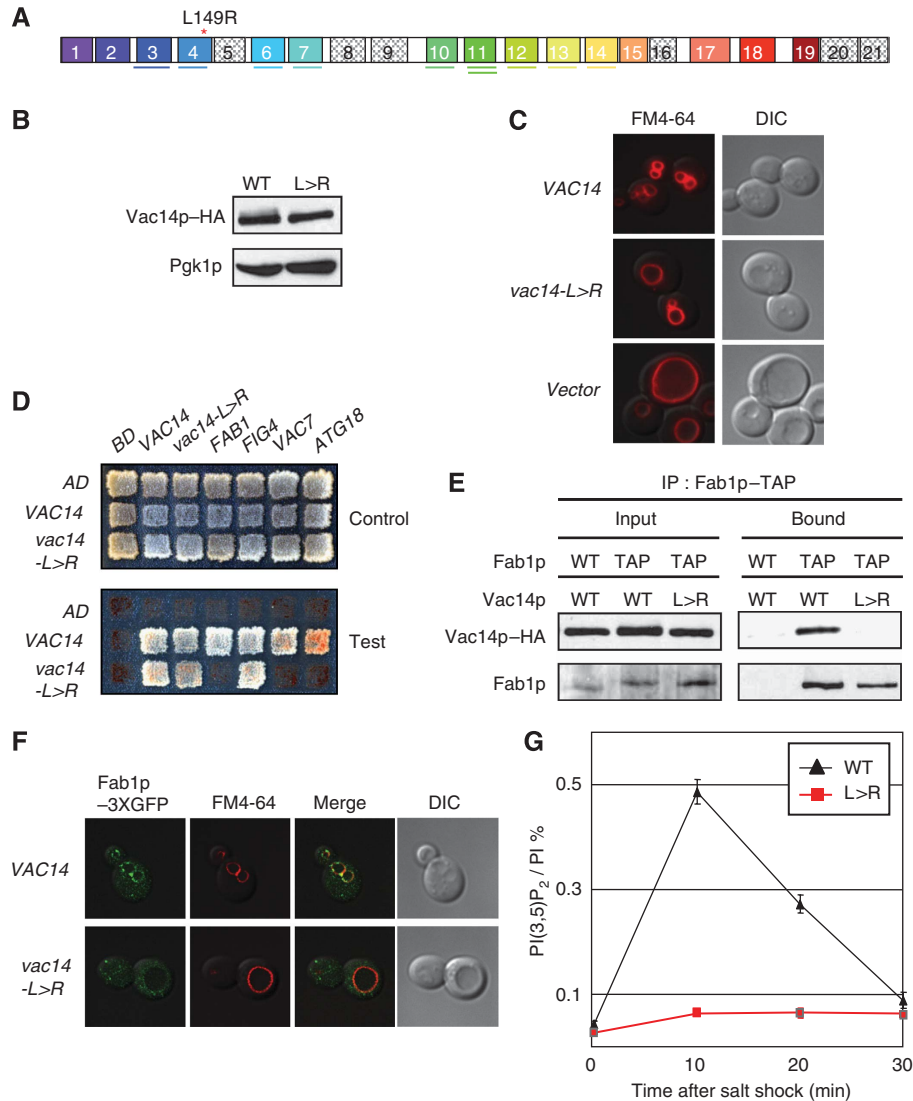 A
L149R
*
1 2 3 4 5 6 7 8 9 10 11 12 13 14 15 16 17 18 19 20 21
B
WT L>R
Vac14p–HA
Pgk1p
C
FM4-64 DIC
VAC14
vac14-L>R
Vector
D
BD VAC14 vac14-L>R FAB1 FIG4 VAC7 ATG18
AD
VAC14
vac14
-L>R
Control
AD
VAC14
vac14
-L>R
Test
E
IP : Fab1p–TAP
Input Bound
Fab1p WT TAP TAP WT TAP TAP
Vac14p WT WT L>R WT WT L>R
Vac14p–HA
Fab1p
F
Fab1p
–3XGFP FM4-64 Merge DIC
VAC14
vac14
-L>R
G
WT
L>R
PI(3,5)P2 / PI %
0.5
0.3
0.1
0 10 20 30
Time after salt shock (min)